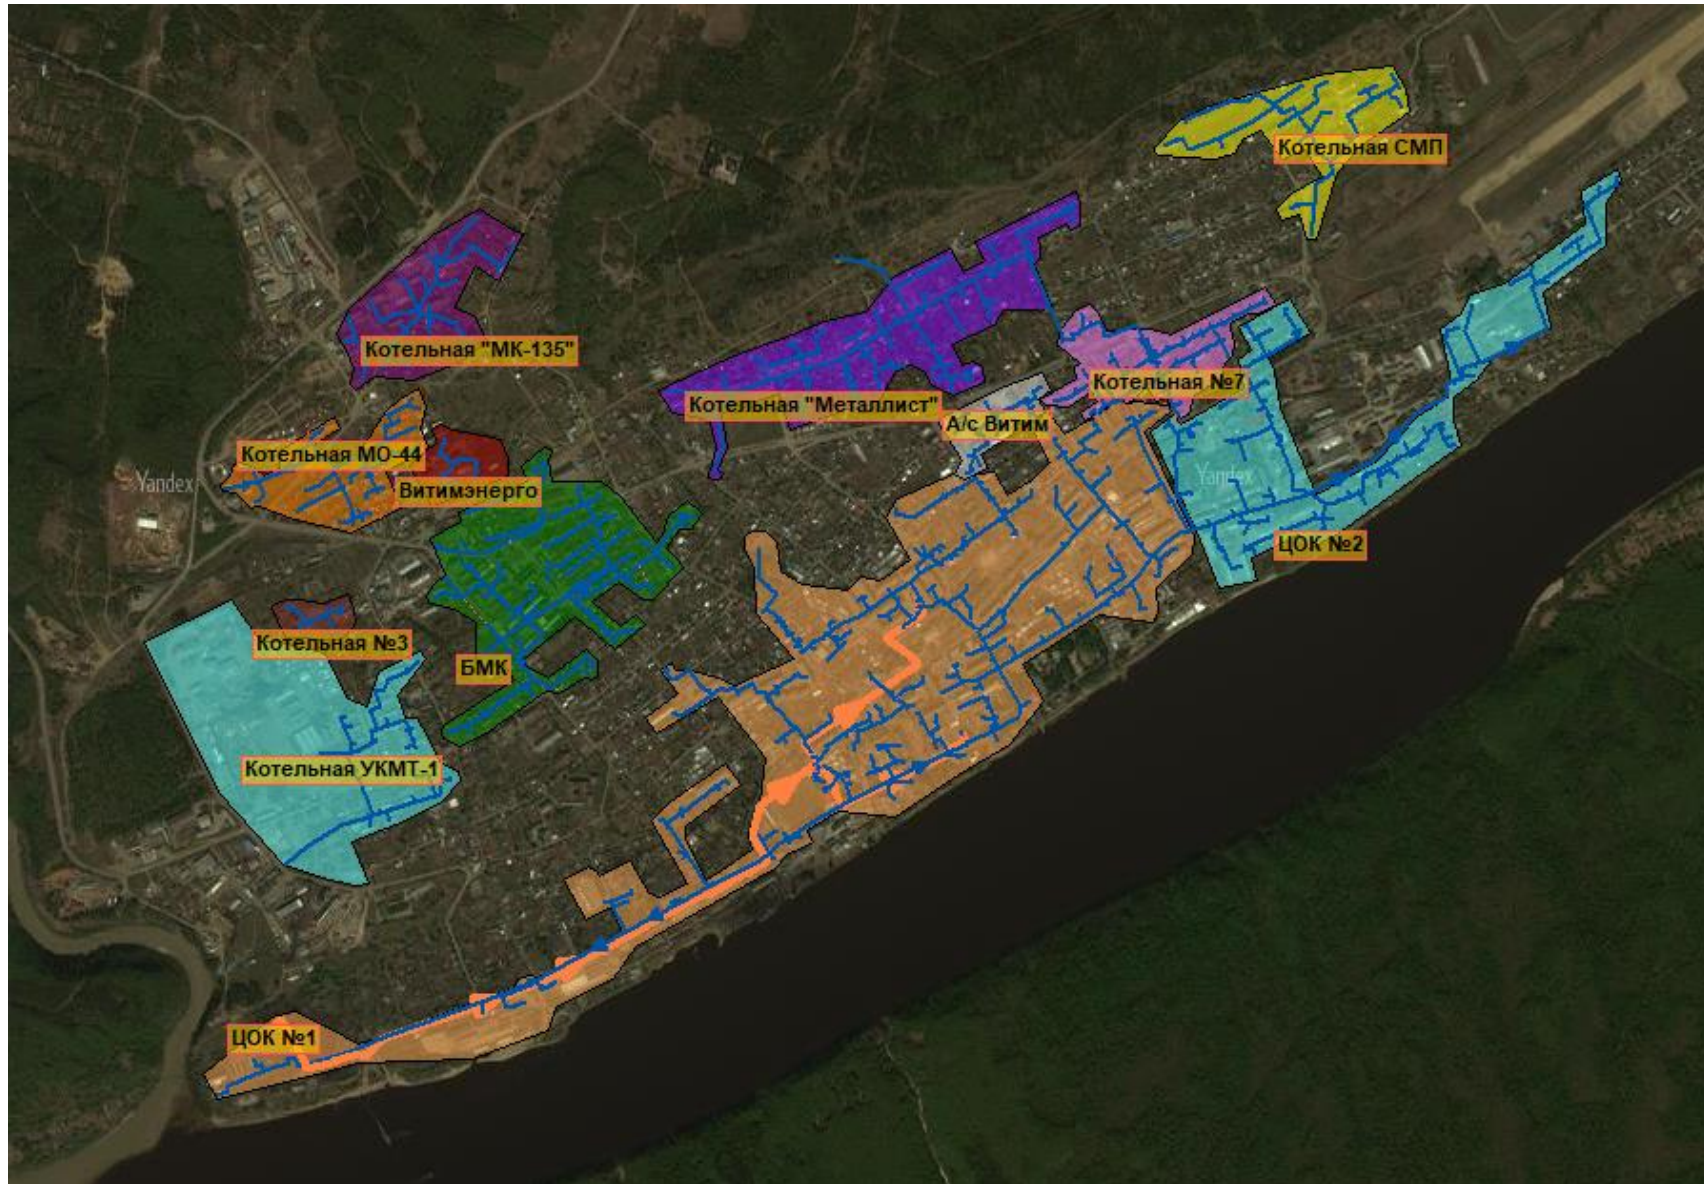 Котельная СМП
Котельная "МК-135"
Котельная №7
Котельная "Металлист"
А/с Витим
Котельная МО-44
Yandex
Витимэнерго
Yandex
ЦОК №2
Котельная №3
БМК
Котельная УКМТ-1
ЦОК №1